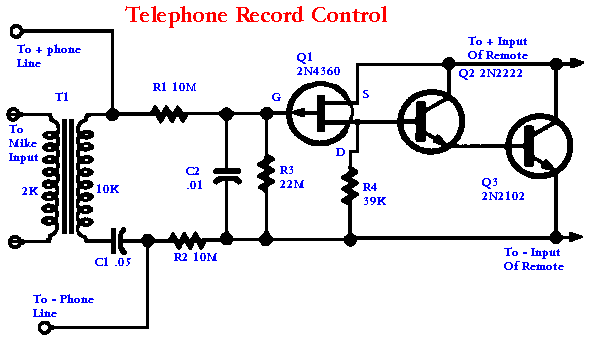 Telephone Record Control
To + phone
Line
T1
To
Mike
Input
2K
10K
C1 .05
To - Phone
Line
R1 10M
C2
.01
R2 10M
R3
22M
G
Q1
2N4360
S
D
R4
39K
To + Input
Of Remote
Q2 2N2222
Q3
2N2102
To - Input
Of Remote